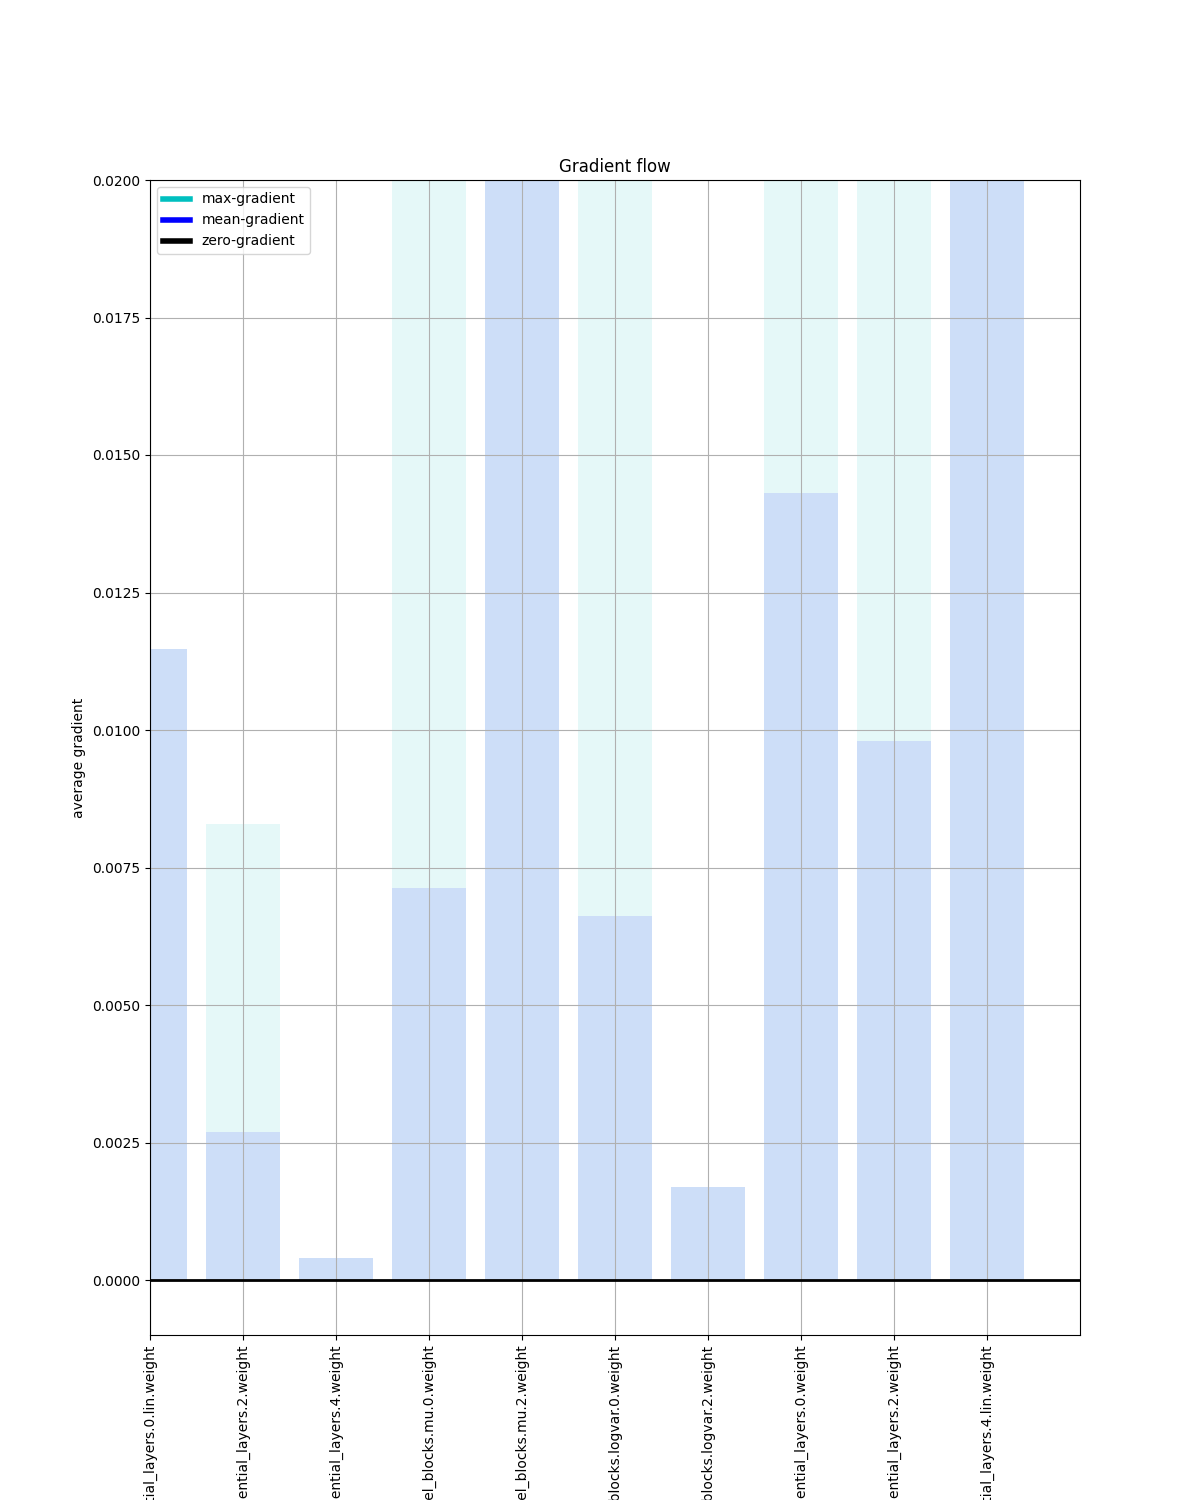 Gradient flow
max-gradient
mean-gradient
zero-gradient
0.0200
0.0175
0.0150
0.0125
0.0100
0.0075
0.0050
0.0025
0.0000
average gradient
tial_layers.0.lin.weight
ential_layers.2.weight
ential_layers.4.weight
el_blocks.mu.0.weight
el_blocks.mu.2.weight
blocks.logvar.0.weight
blocks.logvar.2.weight
ential_layers.0.weight
ential_layers.2.weight
tial_layers.4.lin.weight